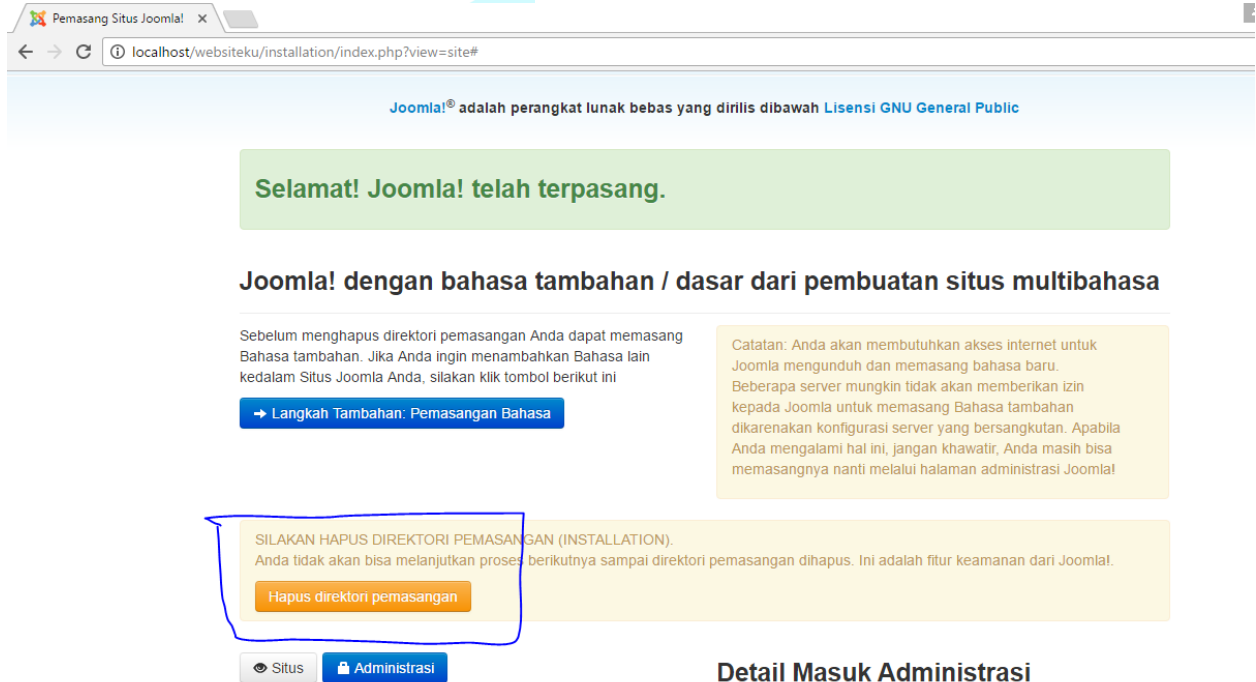 Pemasang Situs Joomla!
localhost/websiteku/installation/index.php?view=site#
Joomla!® adalah perangkat lunak bebas yang dirilis dibawah Lisensi GNU General Public
Selamat! Joomla! telah terpasang.
Joomla! dengan bahasa tambahan / dasar dari pembuatan situs multibahasa
Sebelum menghapus direktori pemasangan Anda dapat memasang
Bahasa tambahan. Jika Anda ingin menambahkan Bahasa lain
kedalam Situs Joomla Anda, silakan klik tombol berikut ini
Langkah Tambahan: Pemasangan Bahasa
Catatan: Anda akan membutuhkan akses internet untuk
Joomla mengunduh dan memasang bahasa baru.
Beberapa server mungkin tidak akan memberikan izin
kepada Joomla untuk memasang Bahasa tambahan
dikarenakan konfigurasi server yang bersangkutan. Apabila
Anda mengalami hal ini, jangan khawatir, Anda masih bisa
memasangnya nanti melalui halaman administrasi Joomla!
SILAKAN HAPUS DIREKTORI PEMASANGAN (INSTALLATION).
Anda tidak akan bisa melanjutkan proses berikutnya sampai direktori pemasangan dihapus. Ini adalah fitur keamanan dari Joomla!.
Hapus direktori pemasangan
Situs
Administrasi
Detail Masuk Administrasi